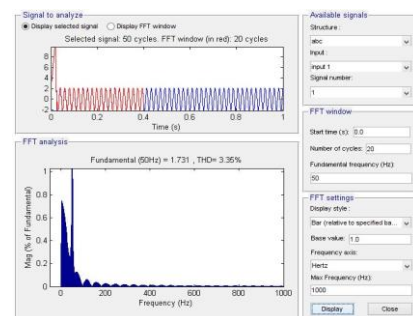 Signal to analyze
Display selected signal Display FFT window
Selected signal: 50 cycles. FFT window (in red): 20 cycles
8
6
4
2
0
-2
0 0.2 0.4 0.6 0.8 1
Time (s)
FFT analysis
Fundamental (50Hz) = 1.731 , THD= 3.35%
1
0.8
0.6
0.4
0.2
0
Mag (% of Fundamental)
0 200 400 600 800 1000
Frequency (Hz)
Available signals
Structure :
abc
Input :
input 1
Signal number:
1
FFT window
Start time (s): 0.0
Number of cycles: 20
Fundamental frequency (Hz):
50
FFT settings
Display style :
Bar (relative to specified ba...
Base value: 1.0
Frequency axis:
Hertz
Max Frequency (Hz):
1000
Display Close